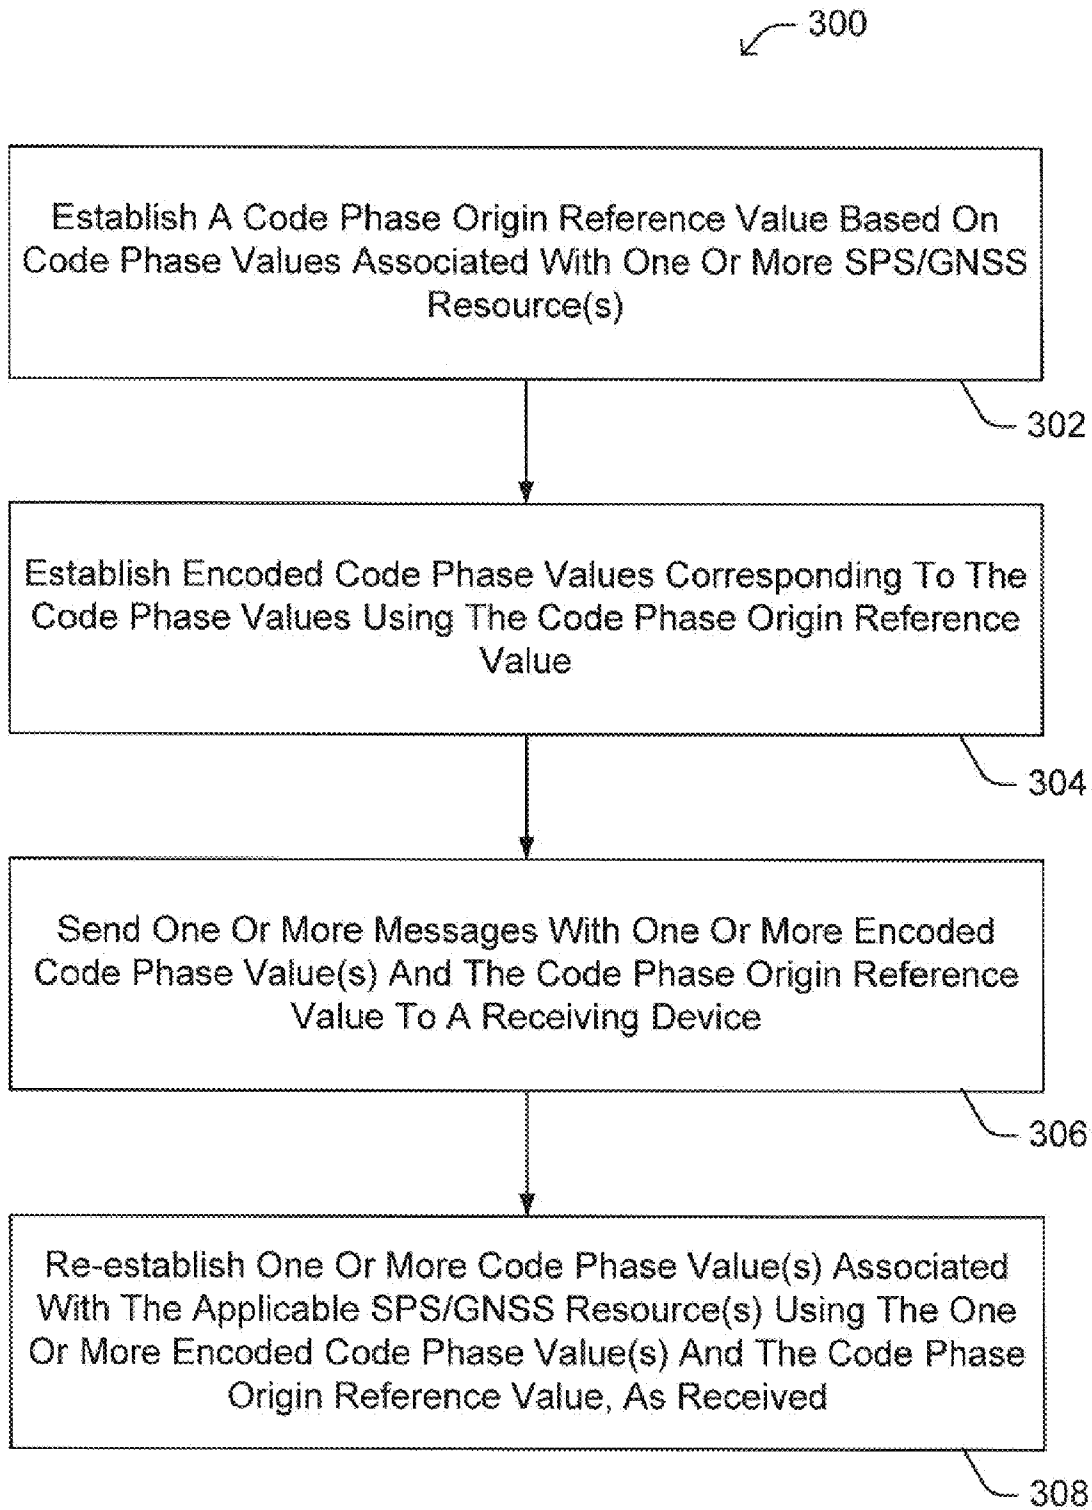 300
Establish A Code Phase Origin Reference Value Based On
Code Phase Values Associated With One Or More SPS/GNSS
Resource(s)
302
Establish Encoded Code Phase Values Corresponding To The
Code Phase Values Using The Code Phase Origin Reference
Value
304
Send One Or More Messages With One Or More Encoded
Code Phase Value(s) And The Code Phase Origin Reference
Value To A Receiving Device
306
Re-establish One Or More Code Phase Value(s) Associated
With The Applicable SPS/GNSS Resource(s) Using The One
Or More Encoded Code Phase Value(s) And The Code Phase
Origin Reference Value, As Received
308